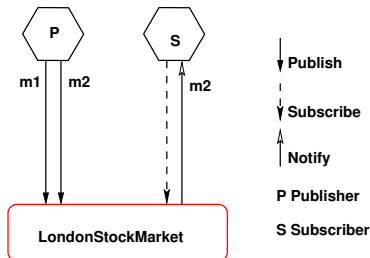 P
S
m1
m2
m2
LondonStockMarket
Publish
Subscribe
Notify
P Publisher
S Subscriber